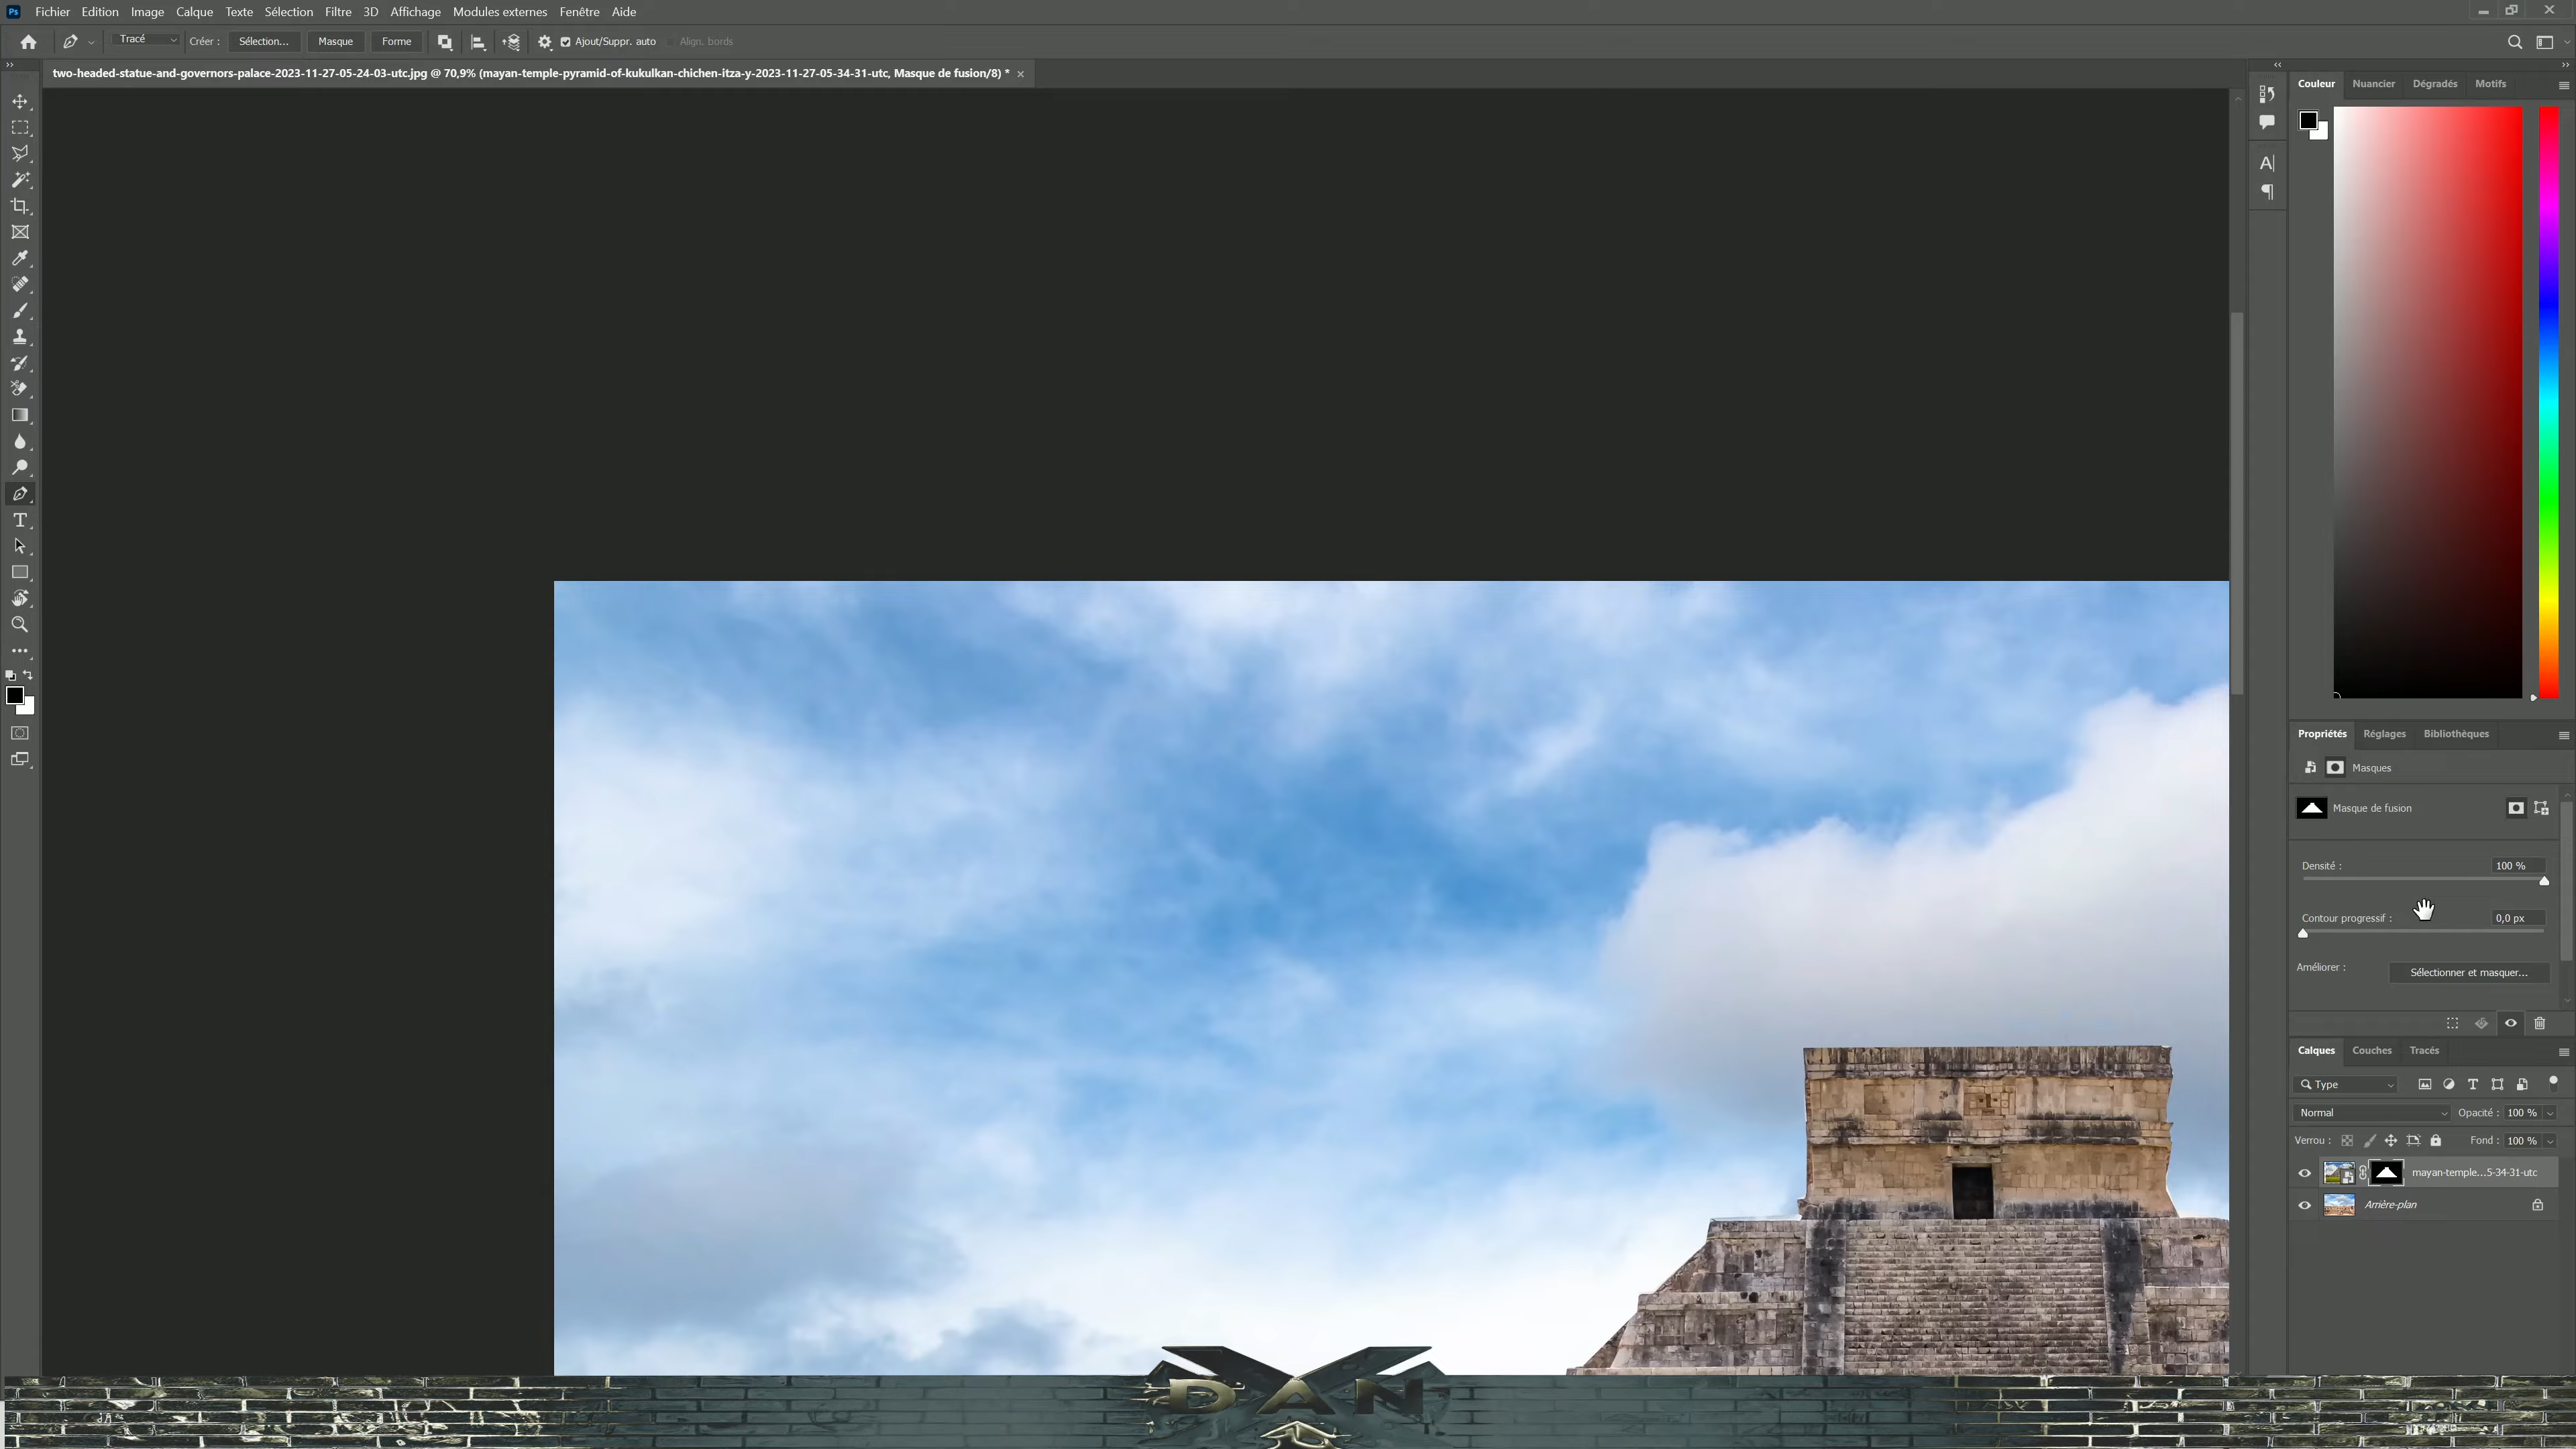 Ps Fichier Edition Image Calque Texte Sélection Filtre 3D Affichage Modules externes Fenêtre Aide
Tracé Créer : Sélection... Masque Forme Ajout/Suppr. auto Align. bords
two-headed-statue-and-governors-palace-2023-11-27-05-24-03-utc.jpg @ 70,9% (mayan-temple-pyramid-of-kukulkan-chichen-itza-y-2023-11-27-05-34-31-utc, Masque de fusion/8) *
Couleur Nuancier Dégradés Motifs
Propriétés Réglages Bibliothèques
Masques
Masque de fusion
Densité : 100 %
Contour progressif : 0,0 px
Améliorer : Sélectionner et masquer...
Calques Couches Tracés
Type
Normal Opacité : 100 %
Verrou : Fond : 100 %
mayan-temple...5-34-31-utc
Arrière-plan
DAN